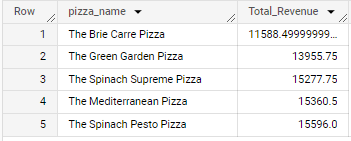 Row pizza_name Total_Revenue
1 The Brie Carre Pizza 11588.49999999...
2 The Green Garden Pizza 13955.75
3 The Spinach Supreme Pizza 15277.75
4 The Mediterranean Pizza 15360.5
5 The Spinach Pesto Pizza 15596.0